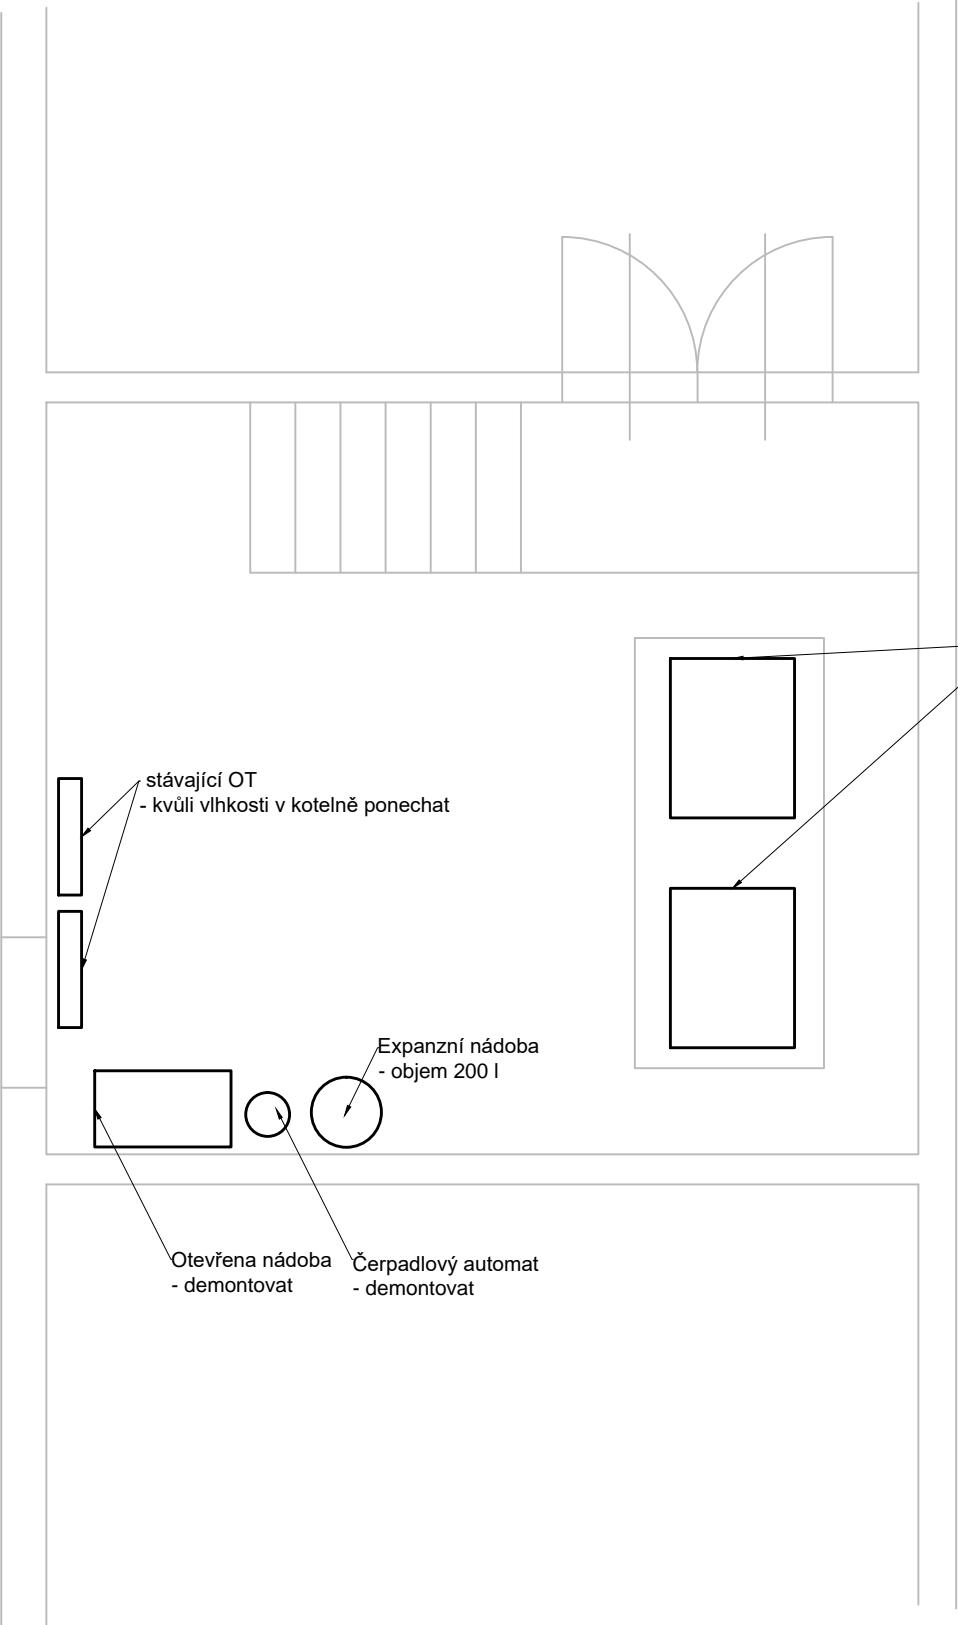 stávající OT
- kvůli vlhkosti v kotelně ponechat
Expanzní nádoba
- objem 200 l
Otevřena nádoba
- demontovat
Čerpadlový automat
- demontovat